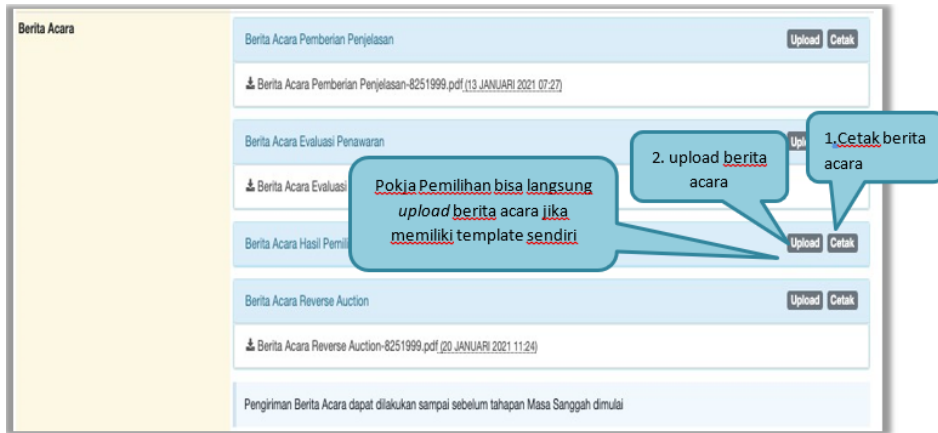 Berita Acara
Berita Acara Pemberian Penjelasan
Upload Cetak
Berita Acara Pemberian Penjelasan-8251999.pdf (13 JANUARI 2021 07:27)
Berita Acara Evaluasi Penawaran
1.Cetak berita
acara
2. upload berita
acara
Berita Acara Evaluasi
Pokja Pemilihan bisa langsung
upload berita acara jika
memiliki template sendiri
Berita Acara Hasil
Upload Cetak
Berita Acara Reverse Auction
Upload Cetak
Berita Acara Reverse Auction-8251999.pdf (20 JANUARI 2021 11:24)
Pengiriman Berita Acara dapat dilakukan sampai sebelum tahapan Masa Sanggah dimulai